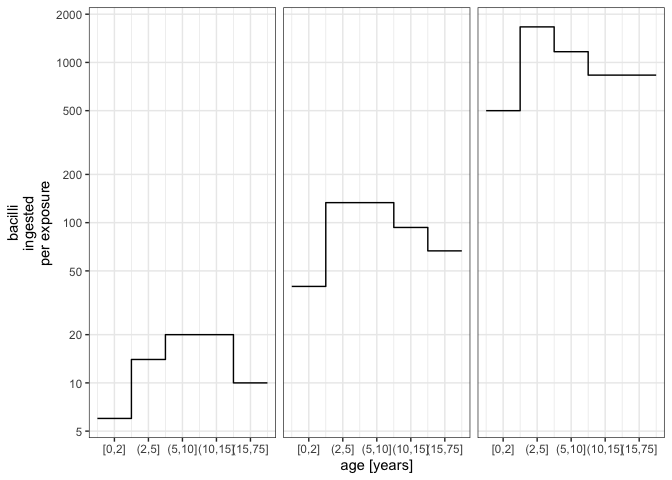 2000
1000
500
200
100
50
20
10
5
bacilli
ingested
per exposure
[0,2] (2,5] (5,10] (10,15] (15,75] [0,2] (2,5] (5,10] (10,15] (15,75] [0,2] (2,5] (5,10] (10,15] (15,75]
age [years]